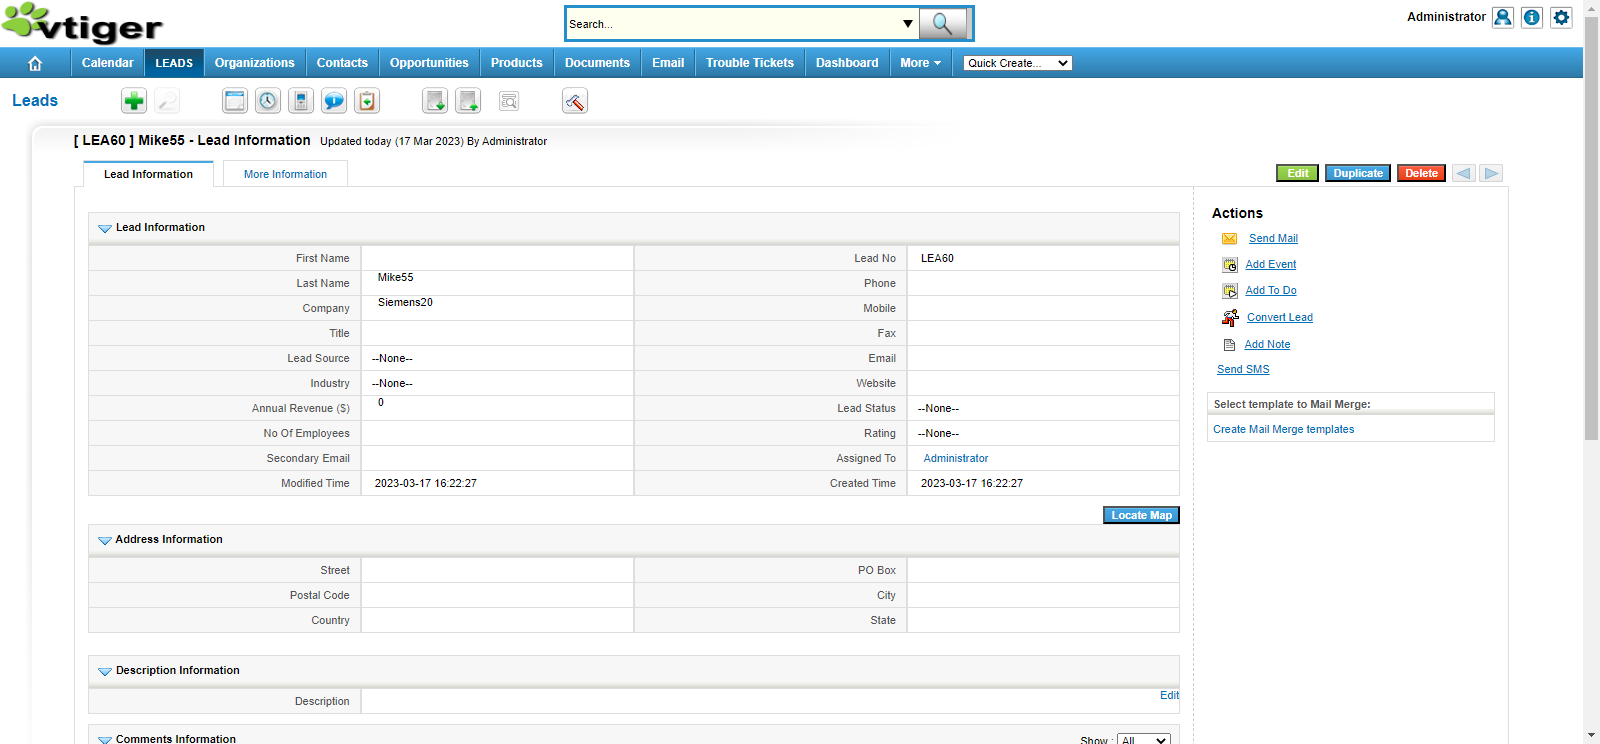 vtiger
Search...
Administrator
Calendar LEADS Organizations Contacts Opportunities Products Documents Email Trouble Tickets Dashboard More Quick Create...
Leads
[ LEA60 ] Mike55 - Lead Information Updated today (17 Mar 2023) By Administrator
Lead Information More Information
Edit Duplicate Delete
Lead Information
First Name Lead No LEA60
Last Name Mike55 Phone
Company Siemens20 Mobile
Title Fax
Lead Source --None-- Email
Industry --None-- Website
Annual Revenue ($) 0 Lead Status --None--
No Of Employees Rating --None--
Secondary Email Assigned To Administrator
Modified Time 2023-03-17 16:22:27 Created Time 2023-03-17 16:22:27
Locate Map
Address Information
Street PO Box
Postal Code City
Country State
Description Information
Description Edit
Comments Information Show : All
Actions
Send Mail
Add Event
Add To Do
Convert Lead
Add Note
Send SMS
Select template to Mail Merge:
Create Mail Merge templates